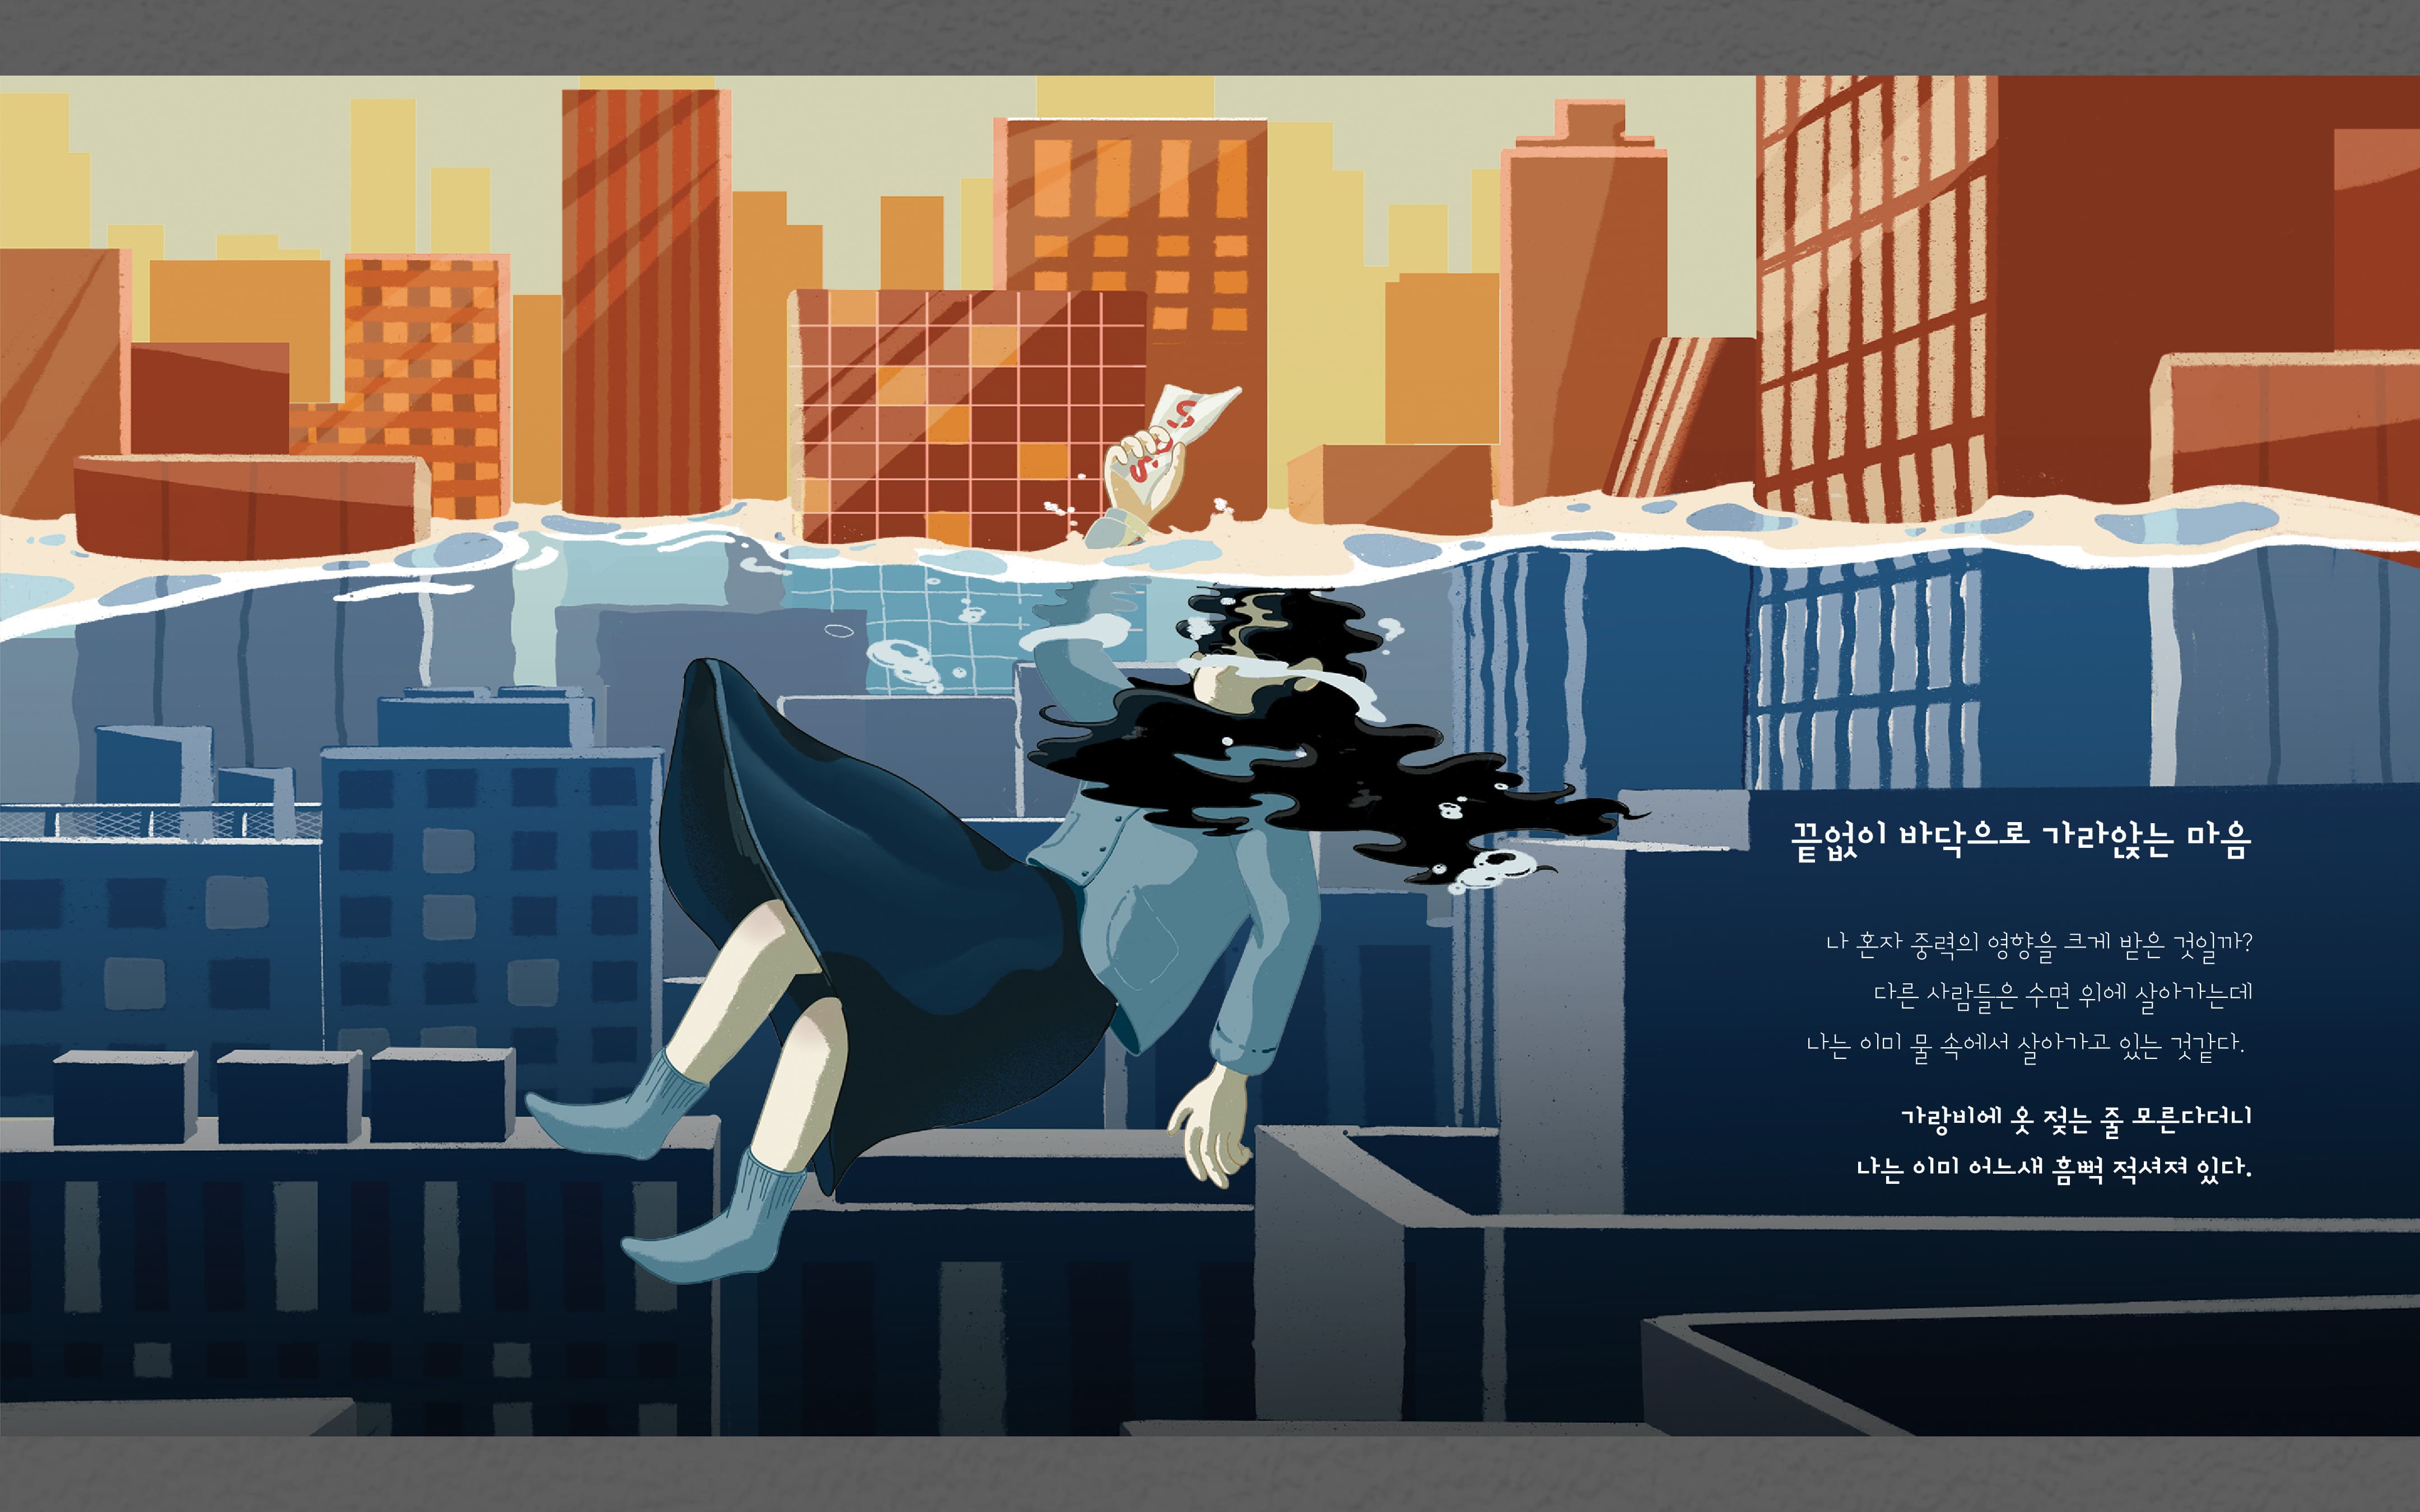 S.O.S
끝없이 바닥으로 가라앉는 마음
나 혼자 중력의 영향을 크게 받은 것일까?
다른 사람들은 수면 위에 살아가는데
나는 이미 물 속에서 살아가고 있는 것같다.
가랑비에 옷 젖는 줄 모른다더니
나는 이미 어느새 흠뻑 적셔져 있다.